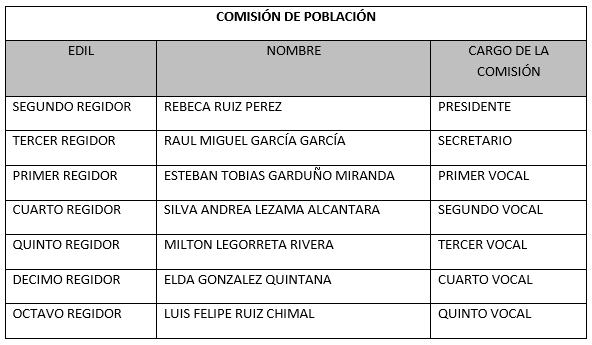 COMISIÓN DE POBLACIÓN
EDIL NOMBRE CARGO DE LA
COMISIÓN
SEGUNDO REGIDOR REBECA RUIZ PEREZ PRESIDENTE
TERCER REGIDOR RAUL MIGUEL GARCÍA GARCÍA SECRETARIO
PRIMER REGIDOR ESTEBAN TOBIAS GARDUÑO MIRANDA PRIMER VOCAL
CUARTO REGIDOR SILVA ANDREA LEZAMA ALCANTARA SEGUNDO VOCAL
QUINTO REGIDOR MILTON LEGORRETA RIVERA TERCER VOCAL
DECIMO REGIDOR ELDA GONZALEZ QUINTANA CUARTO VOCAL
OCTAVO REGIDOR LUIS FELIPE RUIZ CHIMAL QUINTO VOCAL